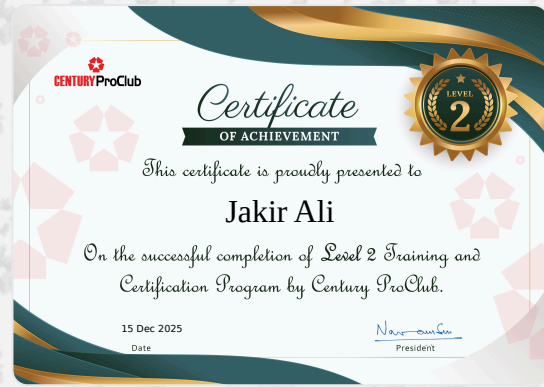 CENTURY ProClub
Certificate
OF ACHIEVEMENT
LEVEL
2
This certificate is proudly presented to
Jakir Ali
On the successful completion of Level 2 Training and
Certification Program by Century ProClub.
15 Dec 2025
Date
President